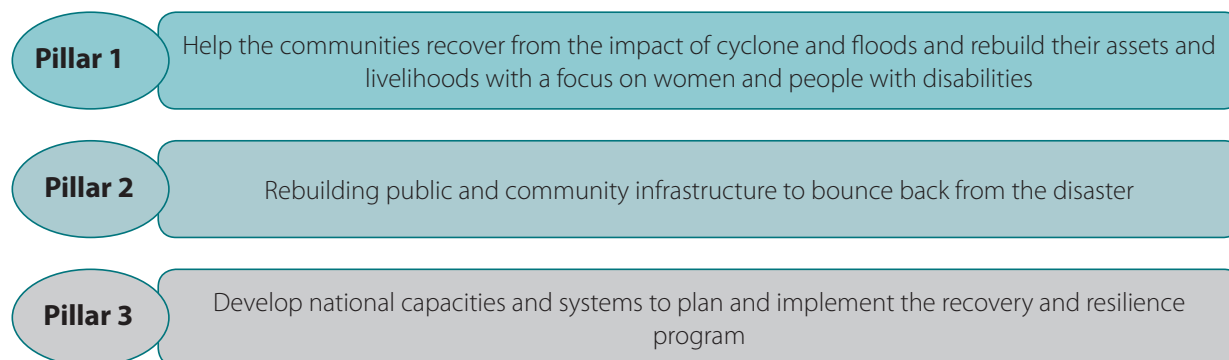 Pillar 1
Help the communities recover from the impact of cyclone and floods and rebuild their assets and
livelihoods with a focus on women and people with disabilities
Pillar 2
Rebuilding public and community infrastructure to bounce back from the disaster
Pillar 3
Develop national capacities and systems to plan and implement the recovery and resilience
program